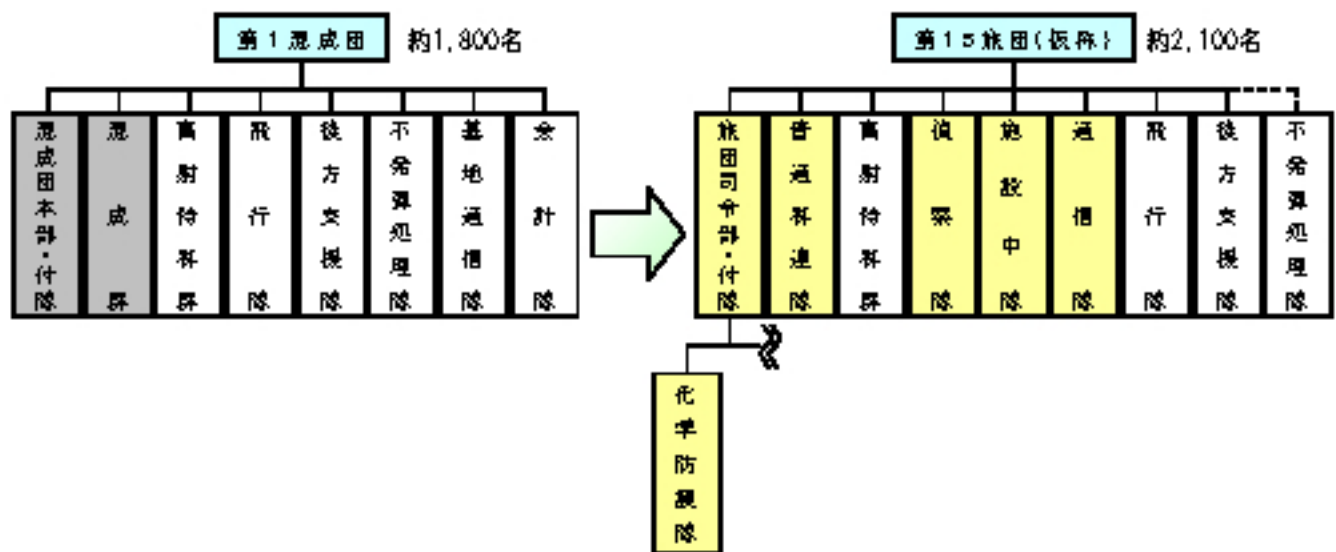 第1混成団
約1,800名
混成団本部・付隊
混成群
高射特科群
飛行隊
後方支援隊
不発弾処理隊
基地通信隊
会計隊
第15旅団(仮称)
約2,100名
旅団司令部・付隊
普通科連隊
高射特科群
偵察隊
施設中隊
通信隊
飛行隊
後方支援隊
不発弾処理隊
化学防護隊